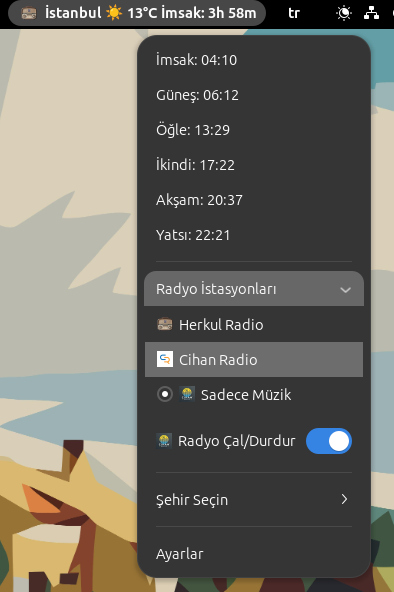 İstanbul 13°C İmsak: 3h 58m tr
İmsak: 04:10
Güneş: 06:12
Öğle: 13:29
İkindi: 17:22
Akşam: 20:37
Yatsı: 22:21
Radyo İstasyonları
Herkul Radio
Cihan Radio
Sadece Müzik
Radyo Çal/Durdur
Şehir Seçin
Ayarlar